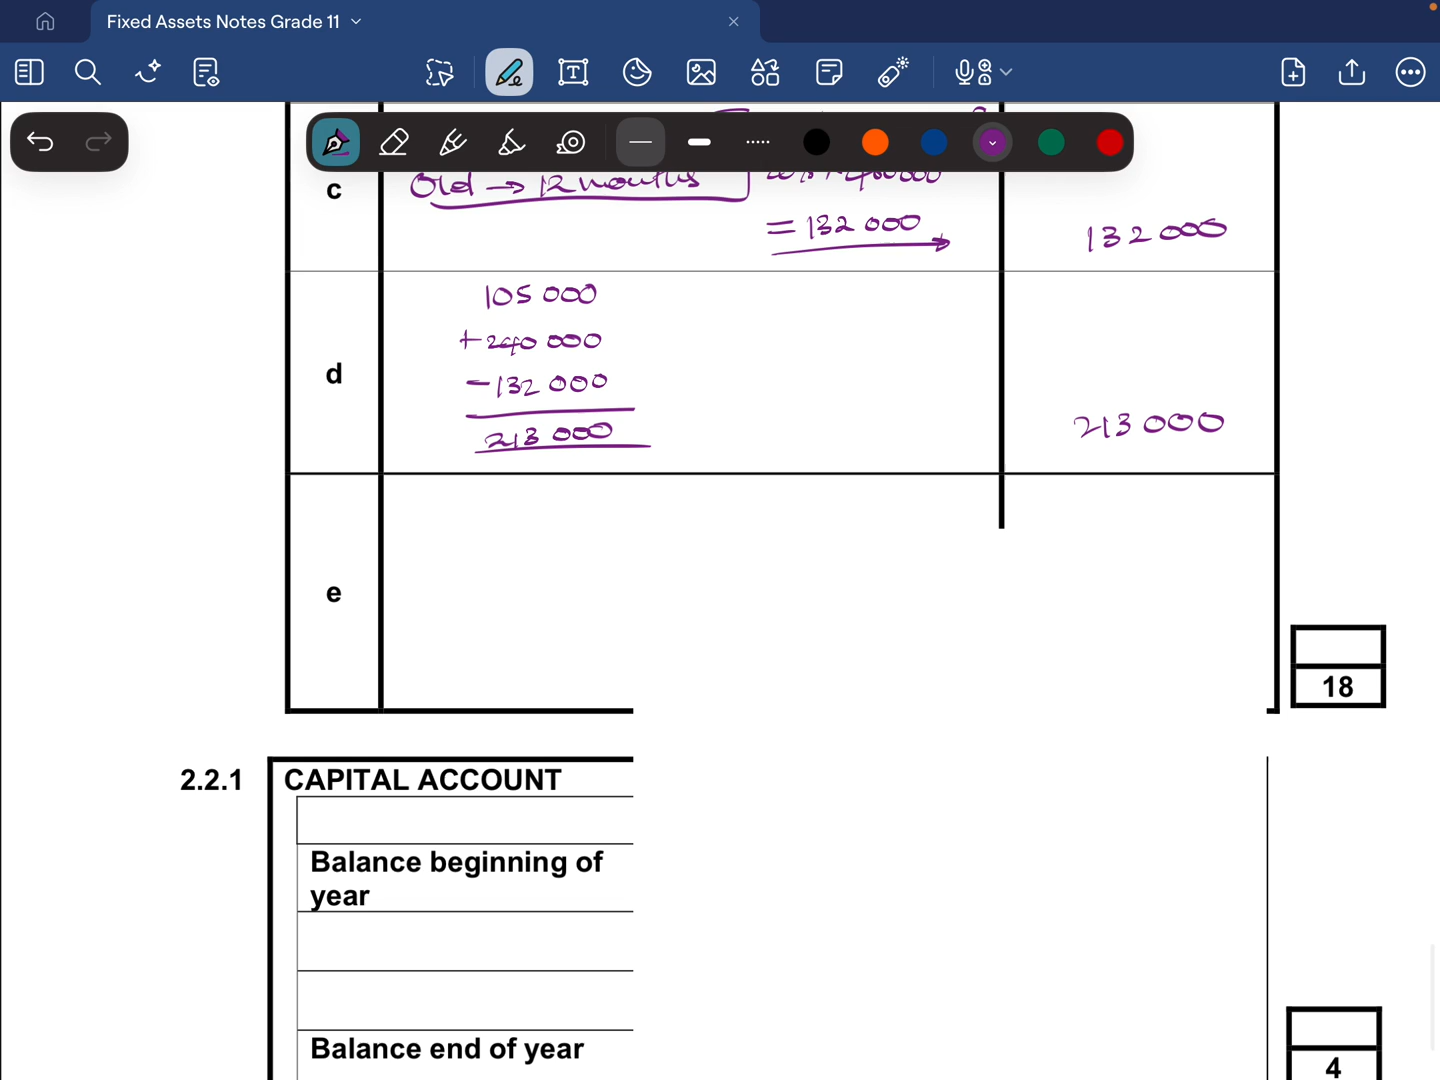 Fixed Assets Notes Grade 11
c
Old → 12 months
= 132 000
132 000
105 000
+ 240 000
d
- 132 000
213 000
213 000
e
18
2.2.1 CAPITAL ACCOUNT
Balance beginning of
year
Balance end of year
4